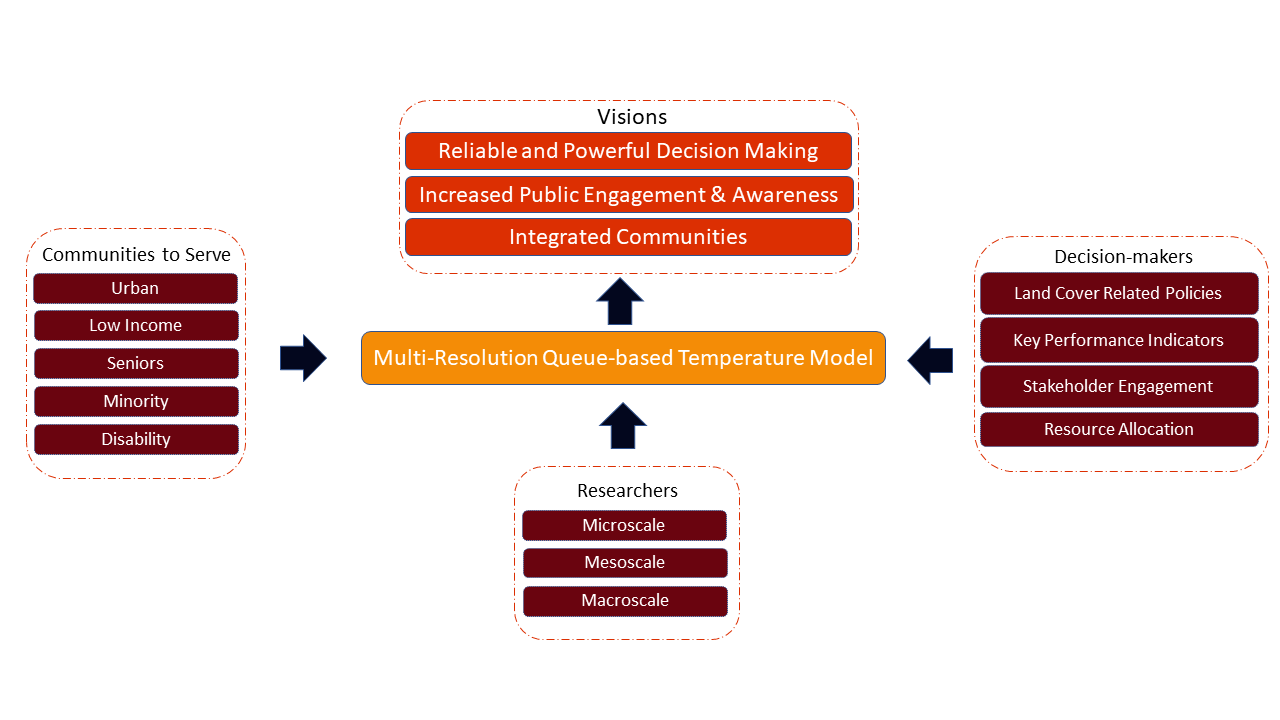 Visions
Reliable and Powerful Decision Making
Increased Public Engagement & Awareness
Integrated Communities
Communities to Serve
Urban
Low Income
Seniors
Minority
Disability
Multi-Resolution Queue-based Temperature Model
Decision-makers
Land Cover Related Policies
Key Performance Indicators
Stakeholder Engagement
Resource Allocation
Researchers
Microscale
Mesoscale
Macroscale